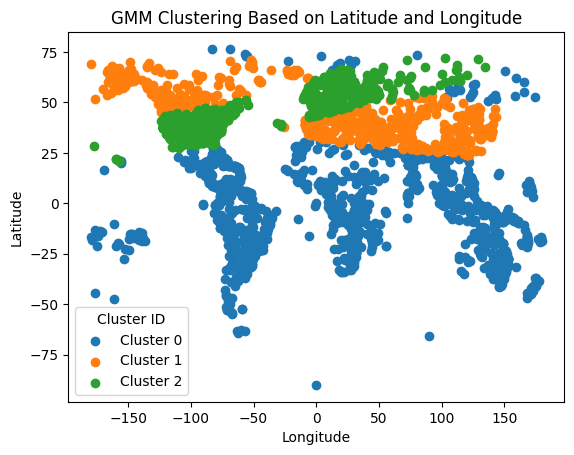 GMM Clustering Based on Latitude and Longitude
75
50
25
0
−25
−50
−75
Latitude
Cluster ID
Cluster 0
Cluster 1
Cluster 2
−150 −100 −50 0 50 100 150
Longitude